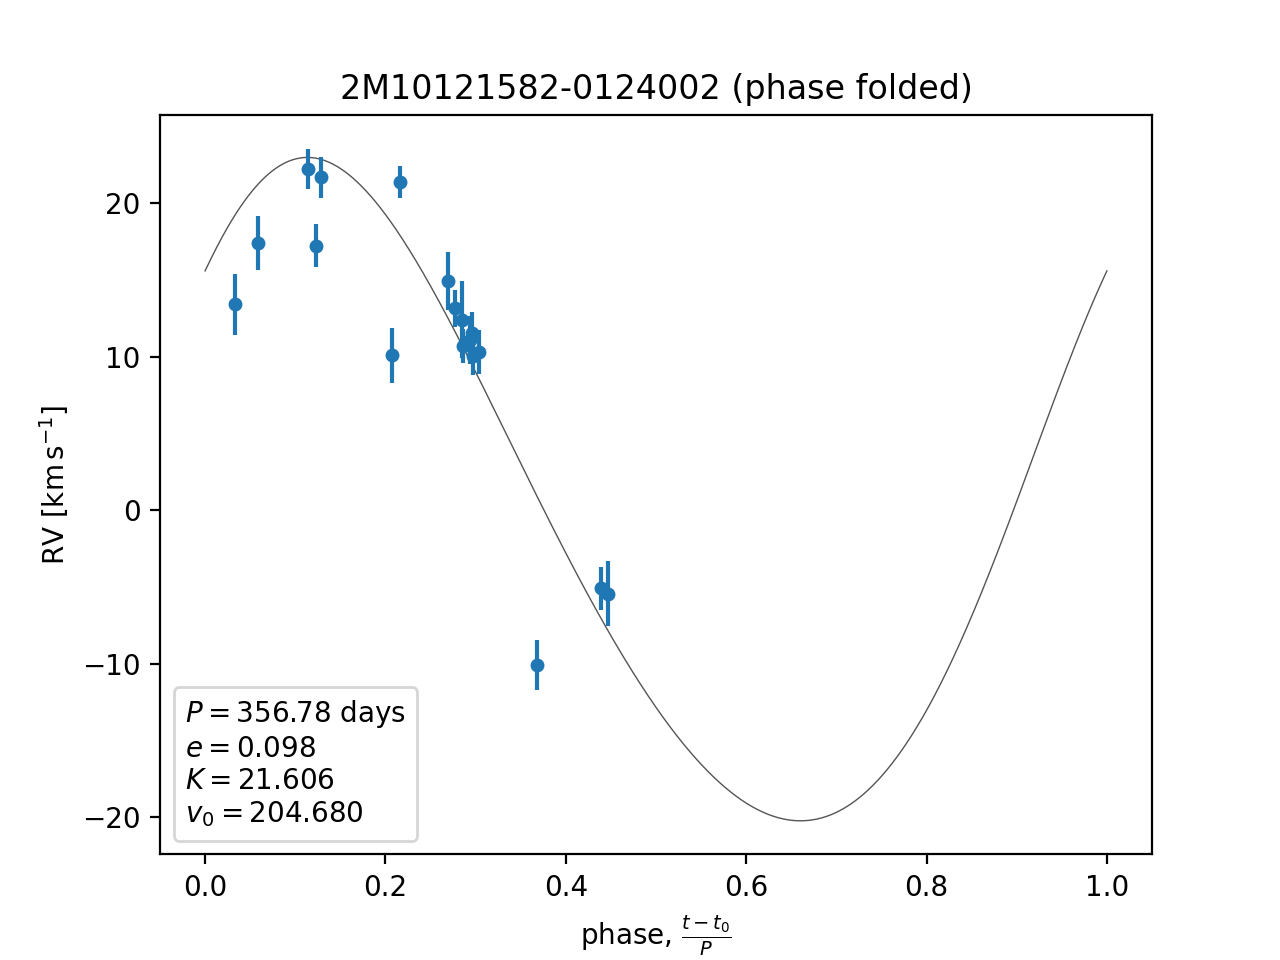 2M10121582-0124002 (phase folded)
RV [km s⁻¹]
20
10
0
−10
−20
P = 356.78 days
e = 0.098
K = 21.606
v₀ = 204.680
0.0 0.2 0.4 0.6 0.8 1.0
phase, (t − t₀)/P